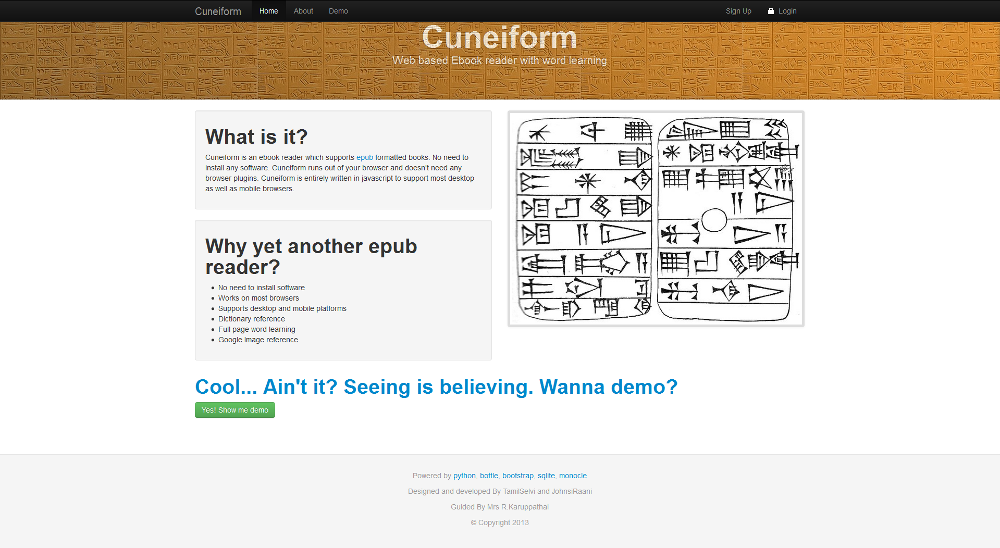 Cuneiform Home About Demo Sign Up Login
Cuneiform
Web based Ebook reader with word learning
What is it?
Cuneiform is an ebook reader which supports epub formatted books. No need to
install any software. Cuneiform runs out of your browser and doesn't need any
browser plugins. Cuneiform is entirely written in javascript to support most desktop
as well as mobile browsers.
Why yet another epub
reader?
No need to install software
Works on most browsers
Supports desktop and mobile platforms
Dictionary reference
Full page word learning
Google Image reference
Cool... Ain't it? Seeing is believing. Wanna demo?
Yes! Show me demo
Powered by python, bottle, bootstrap, sqlite, monocle
Designed and developed By TamilSelvi and JohnsiRaani
Guided By Mrs R.Karuppathal
© Copyright 2013